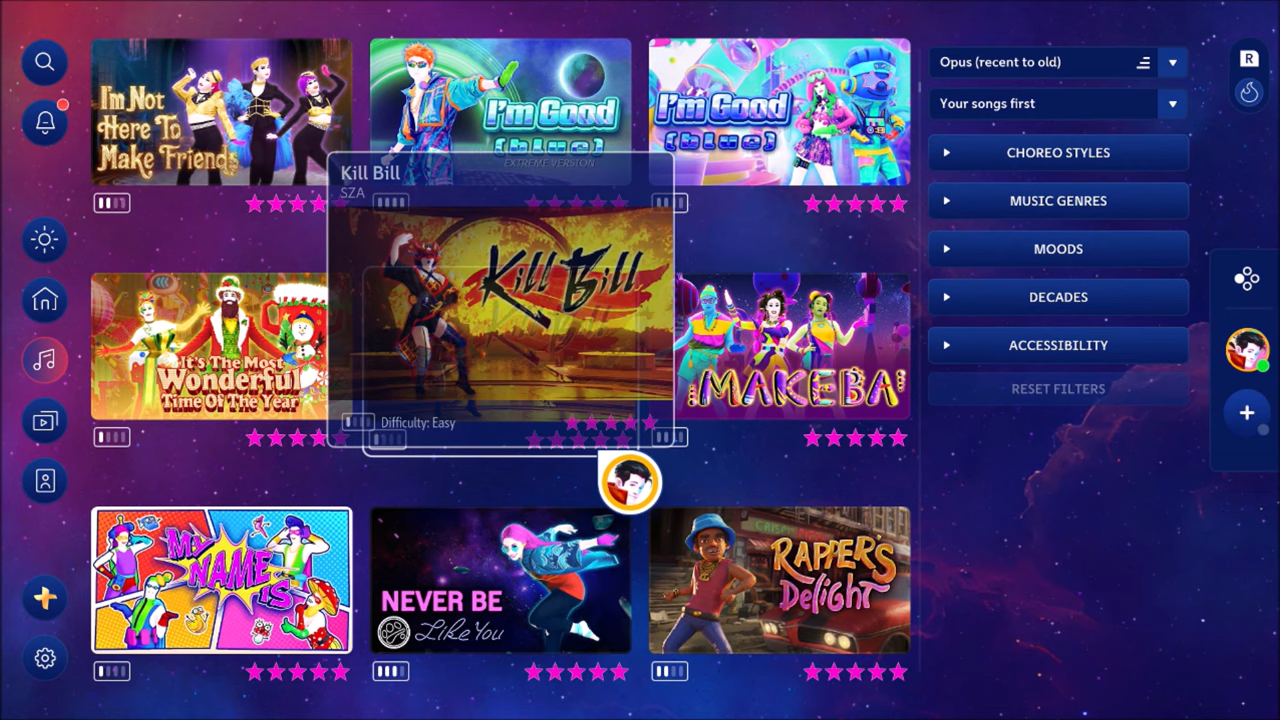 I'm Not
Here To
Make Friends
I'm Good
(blue)
EXTREME VERSION
I'm Good
(blue)
Opus (recent to old)
Your songs first
CHOREO STYLES
MUSIC GENRES
MOODS
DECADES
ACCESSIBILITY
RESET FILTERS
R
Kill Bill
SZA
Kill Bill
Difficulty: Easy
It's The Most
Wonderful
Time Of The Year
¡MAKEBA!
MY
NAME
IS
NEVER BE
Like You
RAPPER'S
Delight